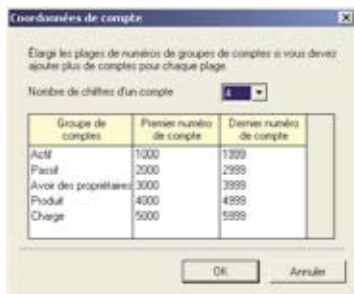 Coordonnées de compte
Élargi les plages de numéros de groupes de comptes si vous devez
ajouter plus de comptes pour chaque plage.
Nombre de chiffres d'un compte 4
Groupe de comptes Premier numéro de compte Dernier numéro de compte
Actif 1000 1999
Passif 2000 2999
Avoir des propriétaires 3000 3999
Produit 4000 4999
Charge 5000 5999
OK Annuler